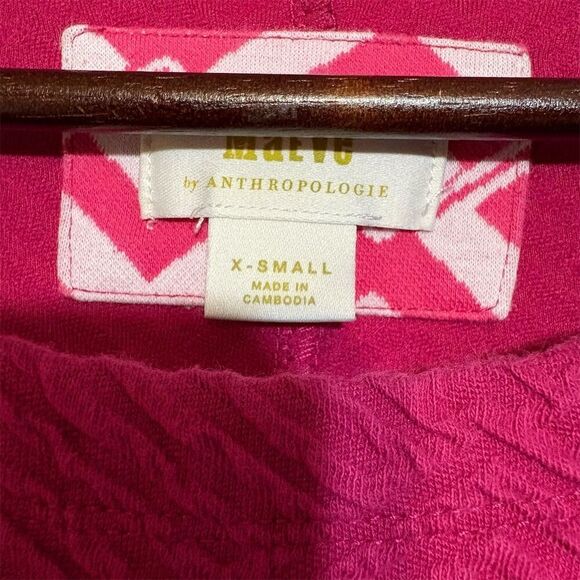 Maeve
by ANTHROPOLOGIE
X-SMALL
MADE IN
CAMBODIA